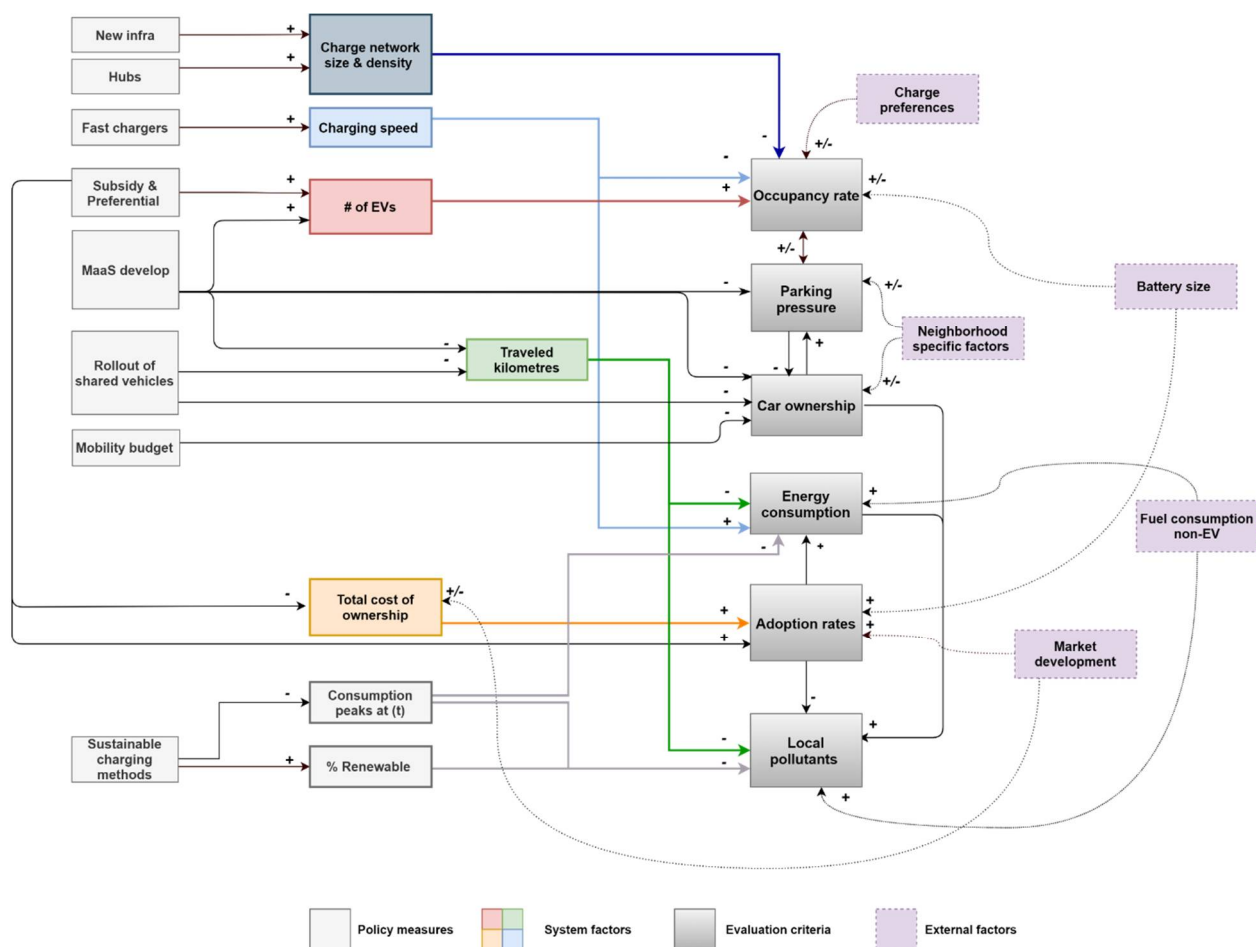 New infra
+
Hubs
+
Charge network
size & density
Fast chargers
+
Charging speed
Subsidy &
Preferential
+
+
# of EVs
MaaS develop
Rollout of
shared vehicles
-
-
Traveled
kilometres
Mobility budget
-
Total cost of
ownership
+/-
Sustainable
charging
methods
-
Consumption
peaks at (t)
+
% Renewable
Charge
preferences
-
+/-
-
+
+/-
Occupancy rate
+/-
-
Parking
pressure
+/-
Battery size
Neighborhood
specific factors
-
+
-
-
-
+/-
Car ownership
-
+
-
+
Energy
consumption
+
Fuel consumption
non-EV
+
+
Adoption rates
+
+
Market
development
-
-
-
+
Local
pollutants
+
Policy measures
System factors
Evaluation criteria
External factors